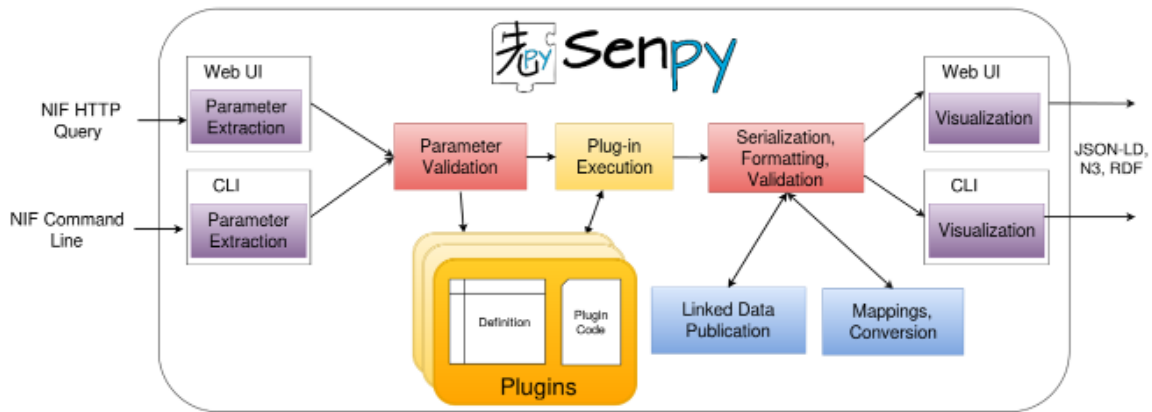 先
py
Senpy
Web UI
Parameter
Extraction
NIF HTTP
Query
CLI
Parameter
Extraction
NIF Command
Line
Parameter
Validation
Plug-in
Execution
Serialization,
Formatting,
Validation
Web UI
Visualization
CLI
Visualization
JSON-LD,
N3, RDF
Definition
Plugin
Code
Plugins
Linked Data
Publication
Mappings,
Conversion